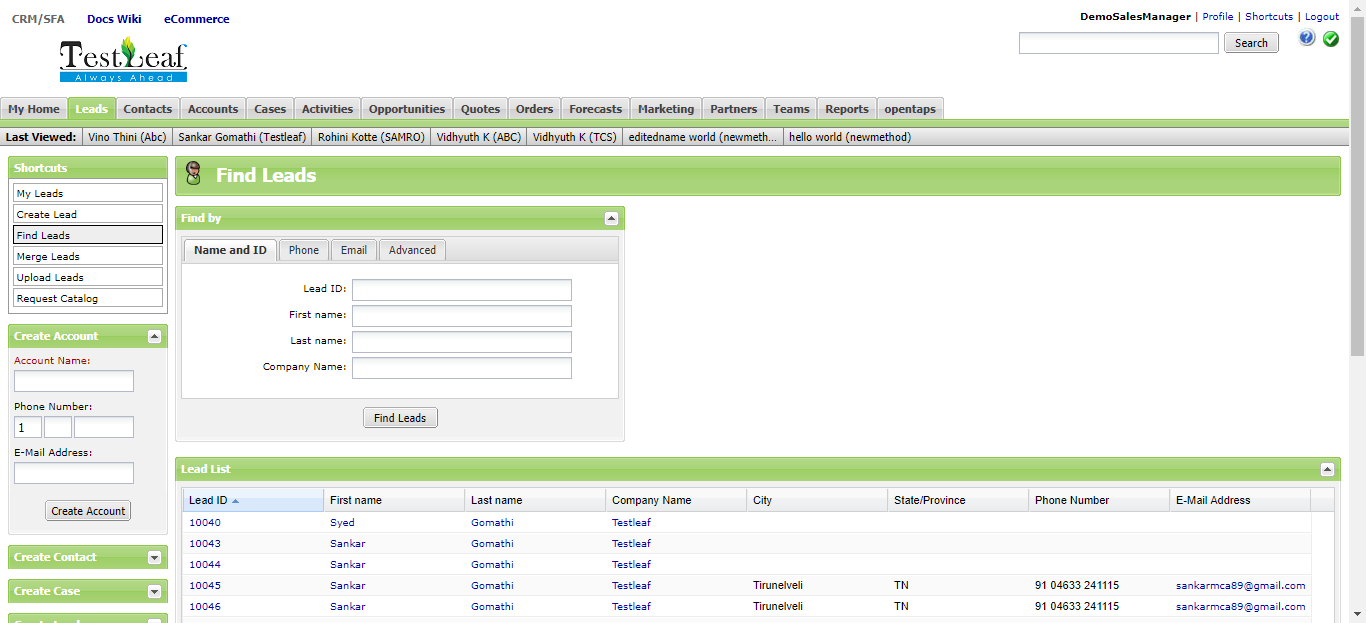 CRM/SFA Docs Wiki eCommerce
DemoSalesManager | Profile | Shortcuts | Logout
TestLeaf
Always Ahead
Search
My Home Leads Contacts Accounts Cases Activities Opportunities Quotes Orders Forecasts Marketing Partners Teams Reports opentaps
Last Viewed: Vino Thini (Abc) Sankar Gomathi (Testleaf) Rohini Kotte (SAMRO) Vidhyuth K (ABC) Vidhyuth K (TCS) editedname world (newmeth... hello world (newmethod)
Shortcuts
My Leads
Create Lead
Find Leads
Merge Leads
Upload Leads
Request Catalog
Create Account
Account Name:
Phone Number:
1
E-Mail Address:
Create Account
Create Contact
Create Case
Find Leads
Find by
Name and ID Phone Email Advanced
Lead ID:
First name:
Last name:
Company Name:
Find Leads
Lead List
Lead ID First name Last name Company Name City State/Province Phone Number E-Mail Address
10040 Syed Gomathi Testleaf
10043 Sankar Gomathi Testleaf
10044 Sankar Gomathi Testleaf
10045 Sankar Gomathi Testleaf Tirunelveli TN 91 04633 241115 sankarmca89@gmail.com
10046 Sankar Gomathi Testleaf Tirunelveli TN 91 04633 241115 sankarmca89@gmail.com